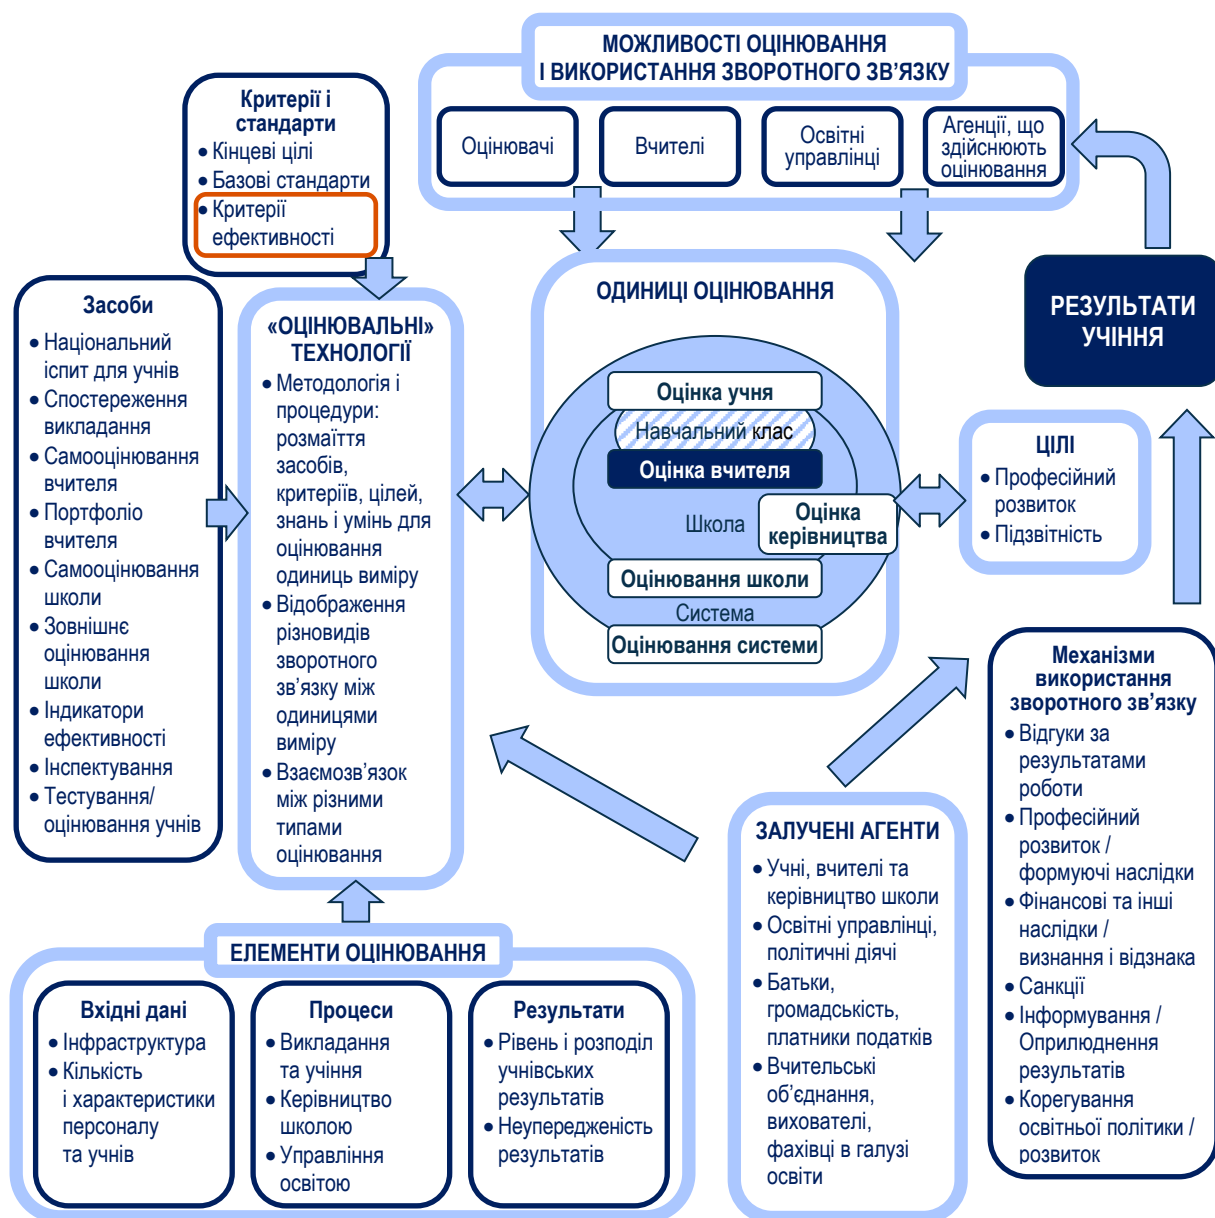 МОЖЛИВОСТІ ОЦІНЮВАННЯ
І ВИКОРИСТАННЯ ЗВОРОТНОГО ЗВ’ЯЗКУ
Оцінювачі
Вчителі
Освітні
управлінці
Агенції, що
здійснюють
оцінювання
Критерії і
стандарти
• Кінцеві цілі
• Базові стандарти
• Критерії
ефективності
Засоби
• Національний
іспит для учнів
• Спостереження
викладання
• Самооцінювання
вчителя
• Портфоліо
вчителя
• Самооцінювання
школи
• Зовнішнє
оцінювання
школи
• Індикатори
ефективності
• Інспектування
• Тестування/
оцінювання учнів
«ОЦІНЮВАЛЬНІ»
ТЕХНОЛОГІЇ
• Методологія і
процедури:
розмаїття
засобів,
критеріїв, цілей,
знань і умінь для
оцінювання
одиниць виміру
• Відображення
різновидів
зворотного
зв’язку між
одиницями
виміру
• Взаємозв’язок
між різними
типами
оцінювання
ОДИНИЦІ ОЦІНЮВАННЯ
Оцінка учня
Навчальний клас
Оцінка вчителя
Школа
Оцінка
керівництва
Оцінювання школи
Система
Оцінювання системи
РЕЗУЛЬТАТИ
УЧІННЯ
ЦІЛІ
• Професійний
розвиток
• Підзвітність
Механізми
використання
зворотного зв’язку
• Відгуки за
результатами
роботи
• Професійний
розвиток /
формуючі наслідки
• Фінансові та інші
наслідки /
визнання і відзнака
• Санкції
• Інформування /
Оприлюднення
результатів
• Корегування
освітньої політики /
розвиток
ЗАЛУЧЕНІ АГЕНТИ
• Учні, вчителі та
керівництво школи
• Освітні управлінці,
політичні діячі
• Батьки,
громадськість,
платники податків
• Вчительські
об’єднання,
вихователі,
фахівці в галузі
освіти
ЕЛЕМЕНТИ ОЦІНЮВАННЯ
Вхідні дані
• Інфраструктура
• Кількість
і характеристики
персоналу
та учнів
Процеси
• Викладання
та учіння
• Керівництво
школою
• Управління
освітою
Результати
• Рівень і розподіл
учнівських
результатів
• Неупередженість
результатів